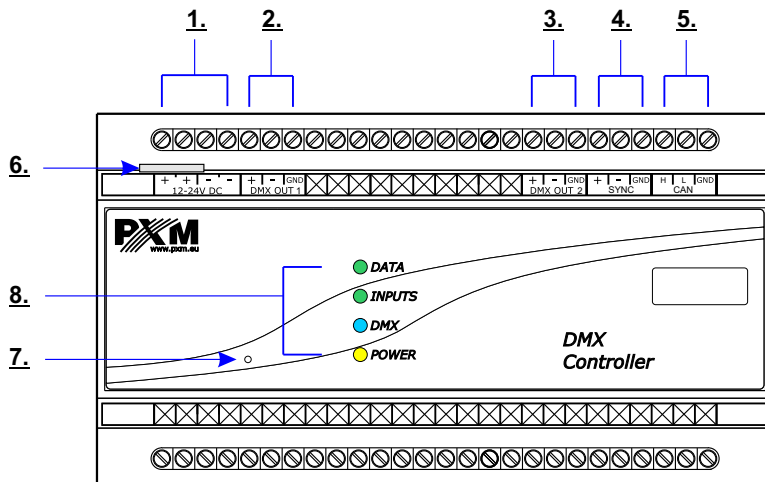 1. 2. 3. 4. 5.
6.
+ + - - + - GND + - GND + - GND H L GND
12-24V DC DMX OUT 1 DMX OUT 2 SYNC CAN
PXM
www.pxm.eu
DATA
8.
INPUTS
DMX
7.
POWER
DMX
Controller